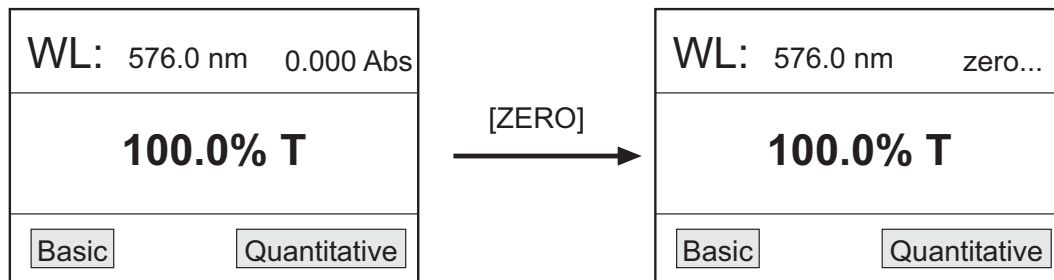 WL: 576.0 nm 0.000 Abs
100.0% T
Basic Quantitative
[ZERO]
WL: 576.0 nm zero...
100.0% T
Basic Quantitative